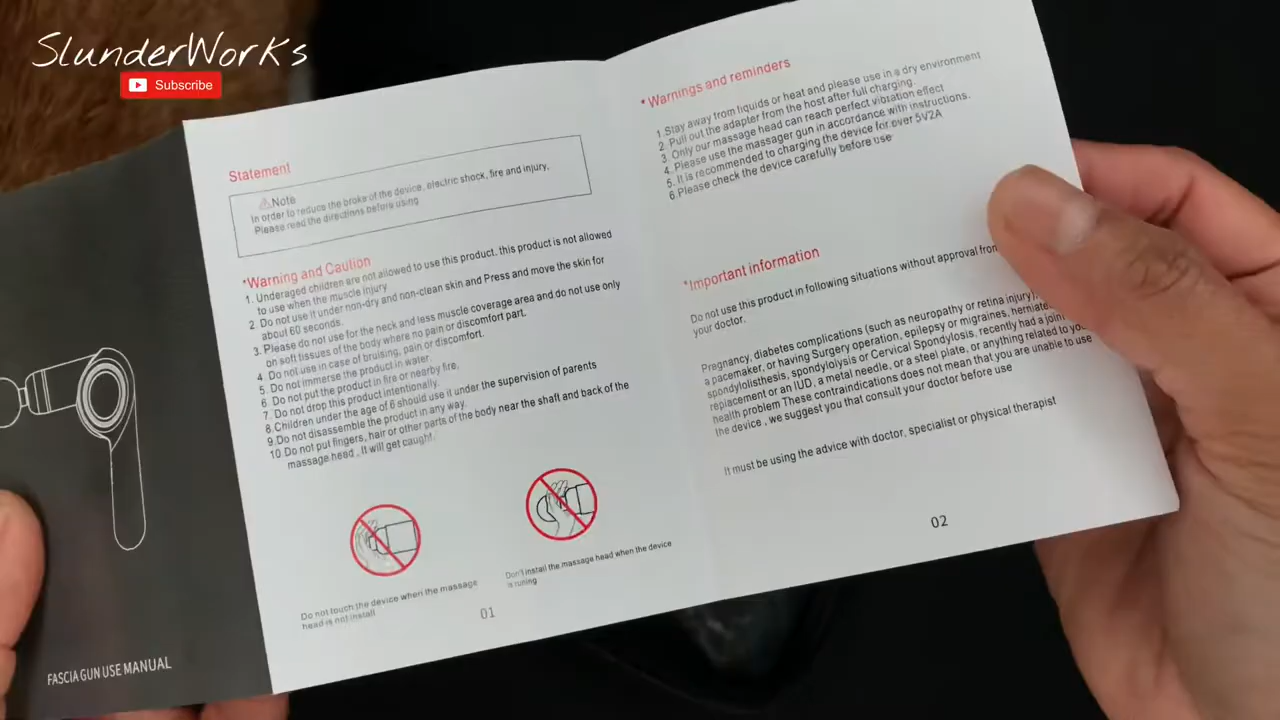 SlunderWorks
Subscribe
FASCIA GUN USE MANUAL
Statement
⚠Note
In order to reduce the broke of the device, electric shock, fire and injury,
Please read the directions before using
*Warning and Caution
1. Underaged children are not allowed to use this product, this product is not allowed
to use when the muscle injury
2. Do not use it under non-dry and non-clean skin and Press and move the skin for
about 60 seconds.
3. Please do not use for the neck and less muscle coverage area and do not use only
on soft tissues of the body where no pain or discomfort part.
4. Do not use in case of bruising, pain or discomfort.
5. Do not immerse the product in water.
6. Do not put the product in fire or nearby fire.
7. Do not drop this product intentionally.
8. Children under the age of 6 should use it under the supervision of parents
9.Do not disassemble the product in any way.
10. Do not put fingers, hair or other parts of the body near the shaft and back of the
massage head , It will get caught.
Do not touch the device when the massage
head is not install
Don't install the massage head when the device
is runing
01
*Warnings and reminders
1.Stay away from liquids or heat and please use in a dry environment
2. Pull out the adapter from the host after full charging.
3. Only our massage head can reach perfect vibration effect
4. Please use the massager gun in accordance with instructions.
5. It is recommended to charging the device for over 5V2A
6.Please check the device carefully before use
*Important information
Do not use this product in following situations without approval from
your doctor.
Pregnancy, diabetes complications (such as neuropathy or retina injury),
a pacemaker, or having Surgery operation, epilepsy or migraines,
spondylolisthesis, spondylolysis or Cervical Spondylosis, recently had a joint
replacement or an IUD, a metal needle, or a steel plate, or anything related to your
health problem These contraindications does not mean that you are unable to use
the device , we suggest you that consult your doctor before use
It must be using the advice with doctor, specialist or physical therapist
02